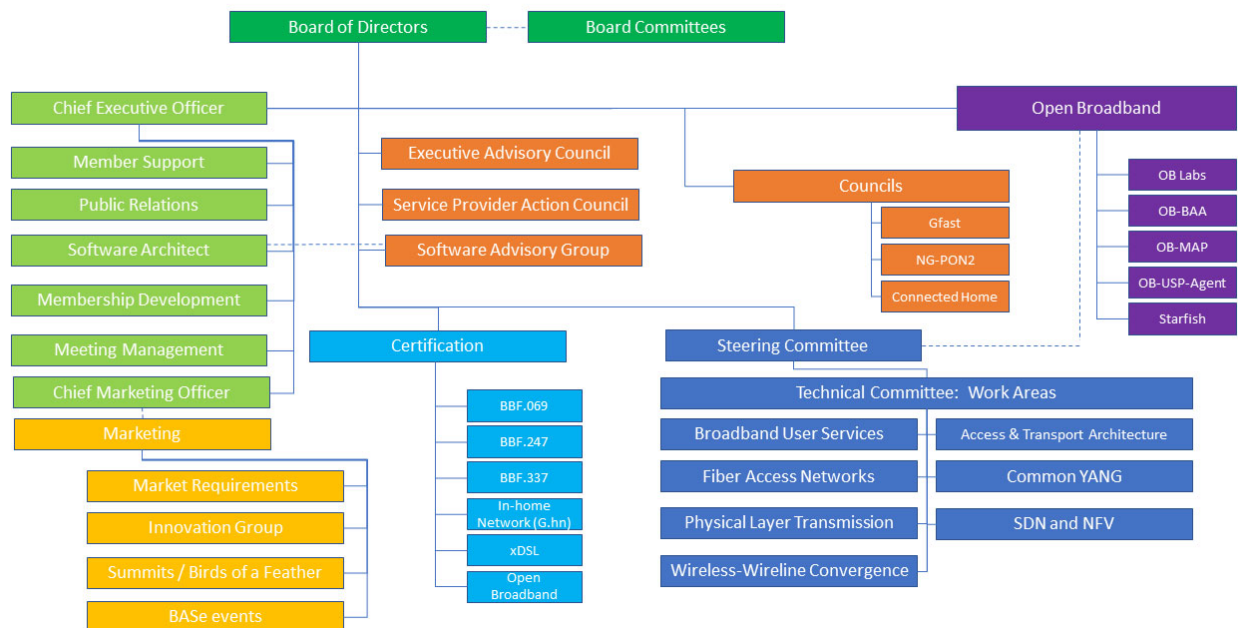 Board of Directors
Board Committees
Chief Executive Officer
Open Broadband
Member Support
Public Relations
Software Architect
Membership Development
Meeting Management
Chief Marketing Officer
Marketing
Market Requirements
Innovation Group
Summits / Birds of a Feather
BASe events
Executive Advisory Council
Service Provider Action Council
Software Advisory Group
Councils
Gfast
NG-PON2
Connected Home
OB Labs
OB-BAA
OB-MAP
OB-USP-Agent
Starfish
Certification
BBF.069
BBF.247
BBF.337
In-home
Network (G.hn)
xDSL
Open
Broadband
Steering Committee
Technical Committee: Work Areas
Broadband User Services
Access & Transport Architecture
Fiber Access Networks
Common YANG
Physical Layer Transmission
SDN and NFV
Wireless-Wireline Convergence